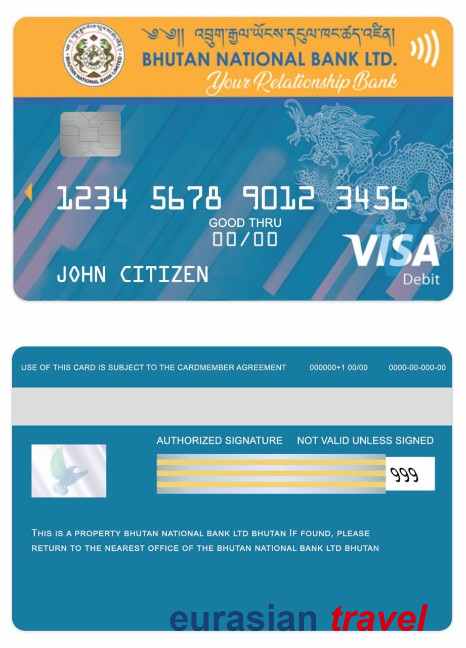 ༄༅།། འབྲུག་རྒྱལ་ཡོངས་དངུལ་ཁང་ཚད་འཛིན།
BHUTAN NATIONAL BANK LTD.
Your Relationship Bank
1234 5678 9012 3456
GOOD THRU
00/00
JOHN CITIZEN
VISA
Debit
USE OF THIS CARD IS SUBJECT TO THE CARDMEMBER AGREEMENT 000000+1 00/00 0000-00-000-00
AUTHORIZED SIGNATURE NOT VALID UNLESS SIGNED
999
THIS IS A PROPERTY BHUTAN NATIONAL BANK LTD BHUTAN IF FOUND, PLEASE
RETURN TO THE NEAREST OFFICE OF THE BHUTAN NATIONAL BANK LTD BHUTAN
eurasian travel